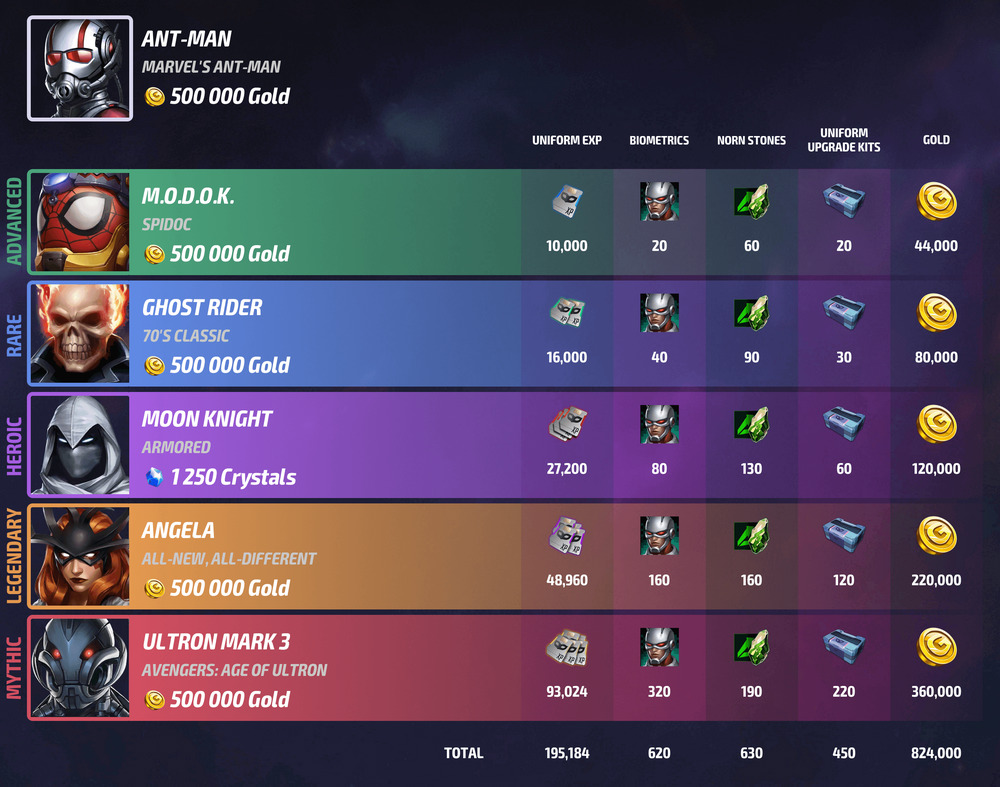 ANT-MAN
MARVEL'S ANT-MAN
500 000 Gold
UNIFORM EXP
BIOMETRICS
NORN STONES
UNIFORM
UPGRADE KITS
GOLD
ADVANCED
M.O.D.O.K.
SPIDOC
500 000 Gold
10,000
20
60
20
44,000
RARE
GHOST RIDER
70'S CLASSIC
500 000 Gold
16,000
40
90
30
80,000
HEROIC
MOON KNIGHT
ARMORED
1 250 Crystals
27,200
80
130
60
120,000
LEGENDARY
ANGELA
ALL-NEW, ALL-DIFFERENT
500 000 Gold
48,960
160
160
120
220,000
MYTHIC
ULTRON MARK 3
AVENGERS: AGE OF ULTRON
500 000 Gold
93,024
320
190
220
360,000
TOTAL
195,184
620
630
450
824,000